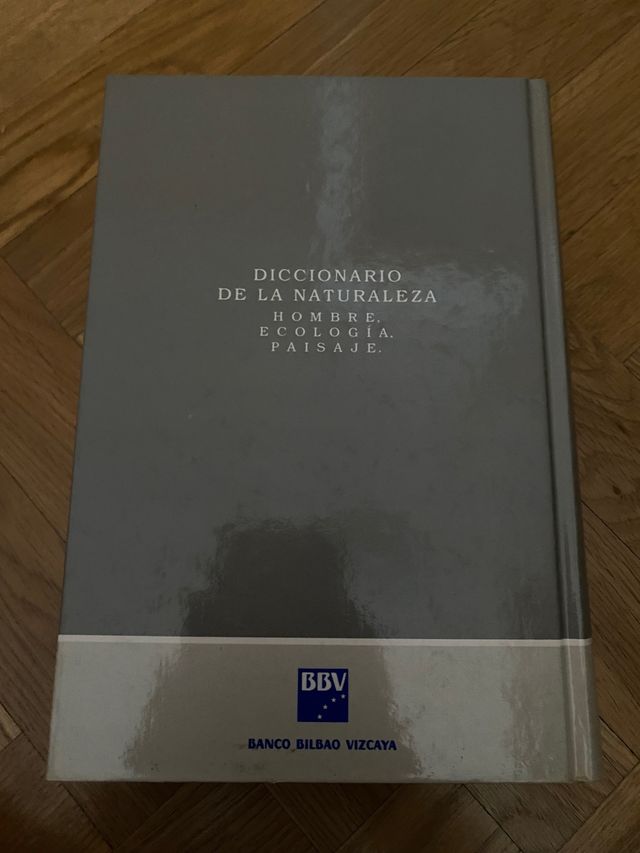 DICCIONARIO
DE LA NATURALEZA
HOMBRE,
ECOLOGÍA,
PAISAJE.
BBV
BANCO BILBAO VIZCAYA